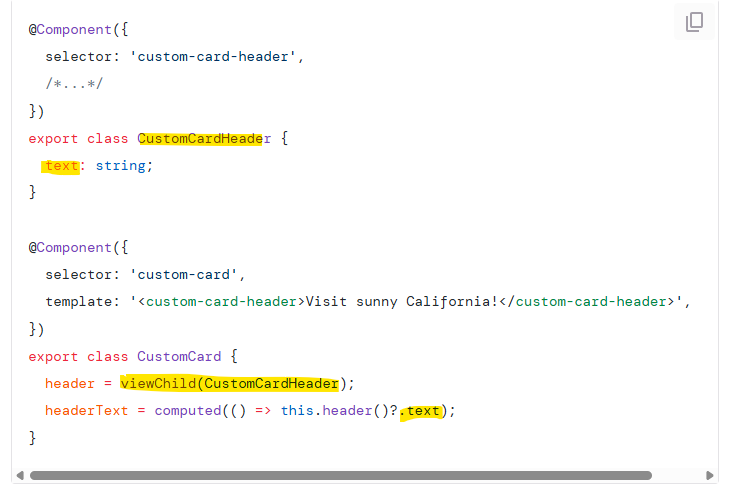 @Component({
  selector: 'custom-card-header',
  /*...*/
})
export class CustomCardHeader {
  text: string;
}

@Component({
  selector: 'custom-card',
  template: '<custom-card-header>Visit sunny California!</custom-card-header>',
})
export class CustomCard {
  header = viewChild(CustomCardHeader);
  headerText = computed(() => this.header()?.text);
}